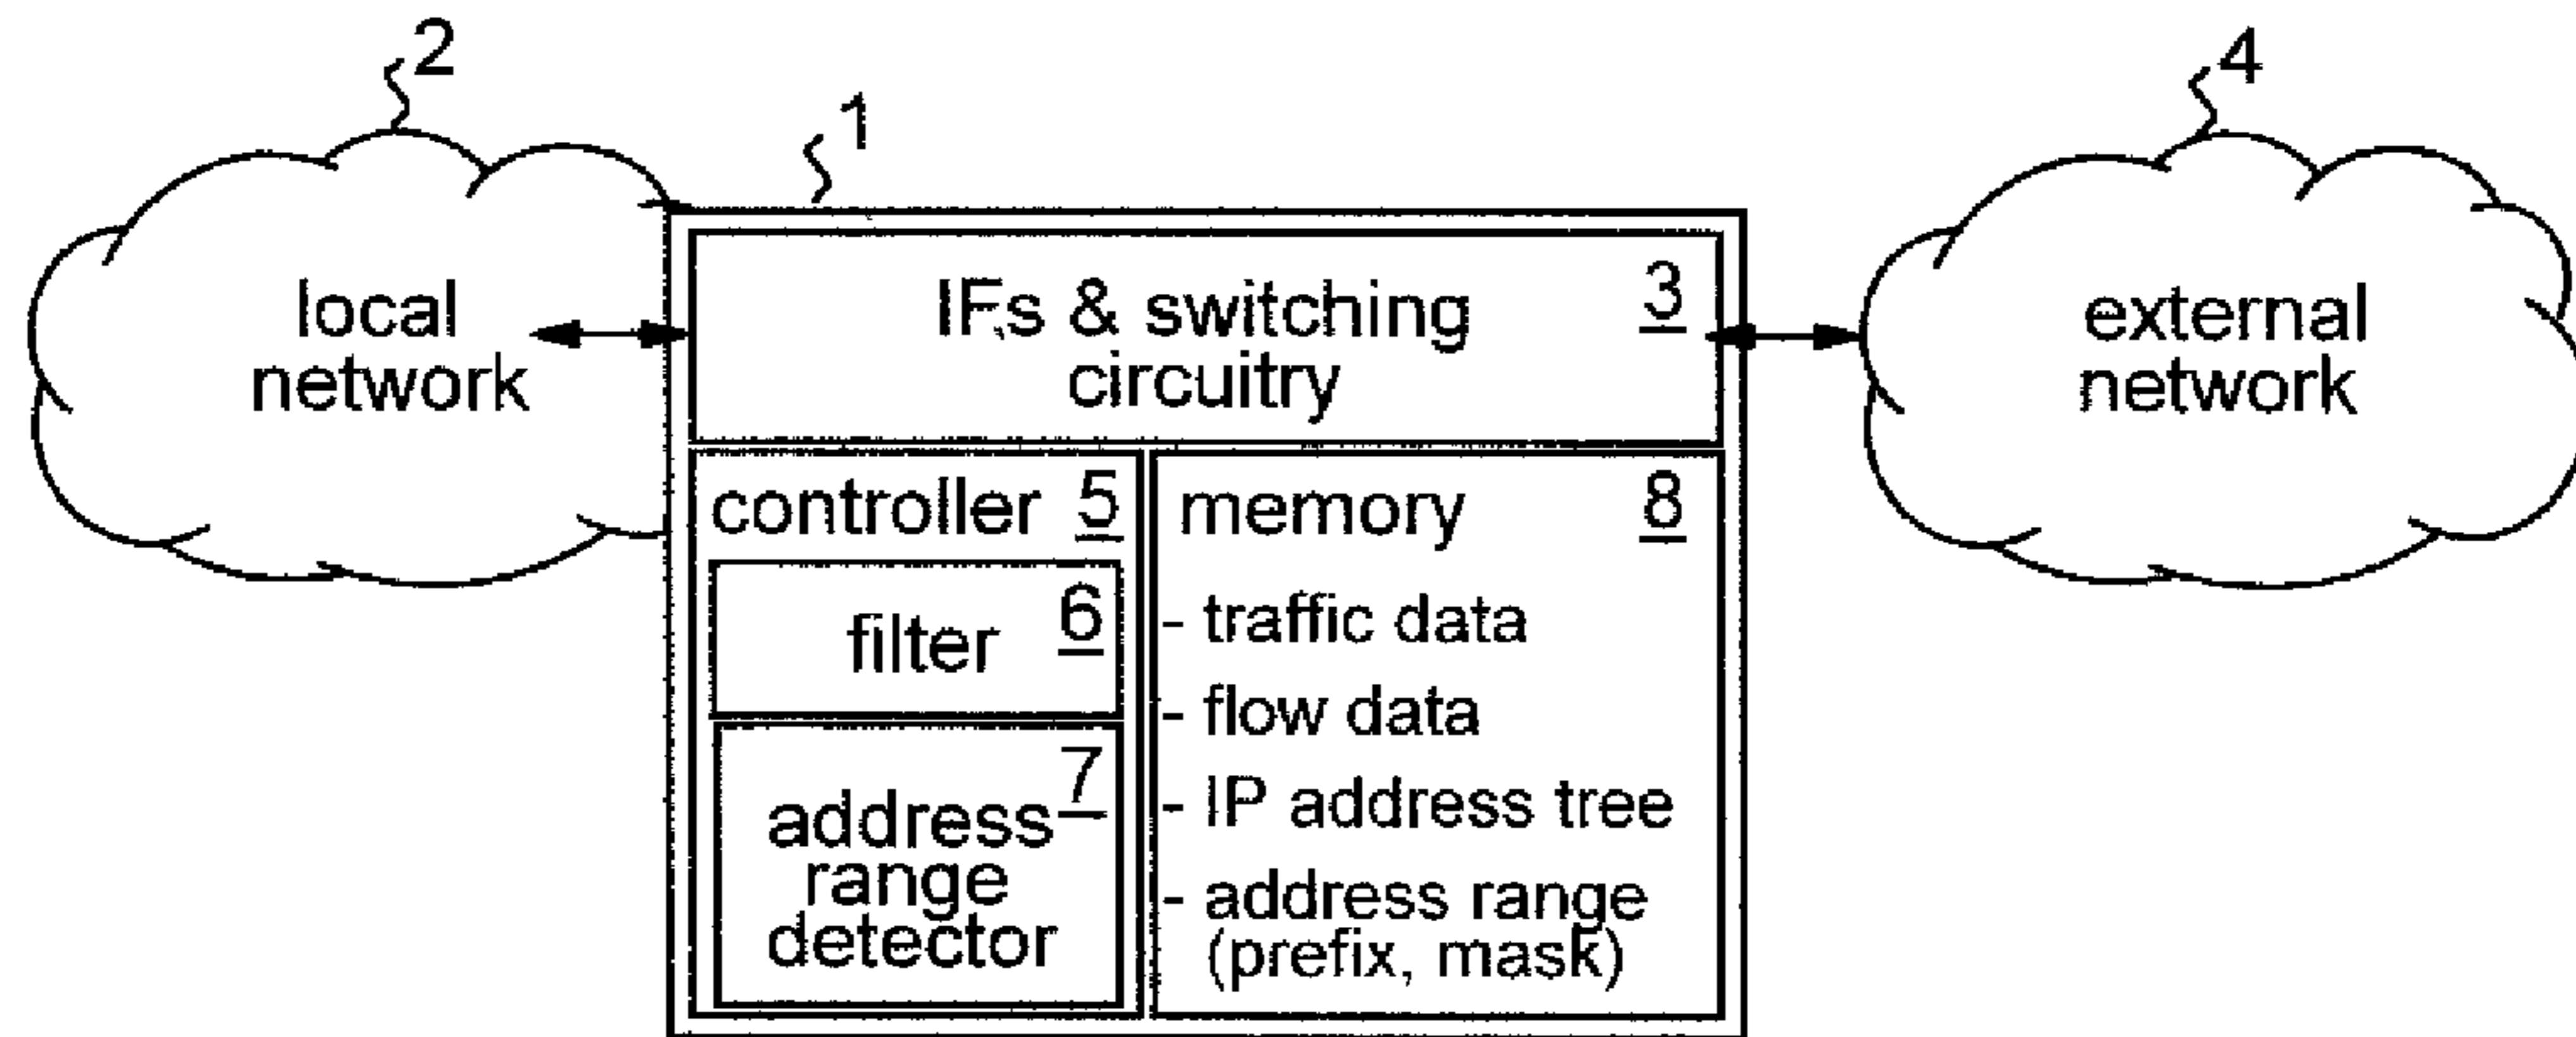 2
1
4
local
network
IFs & switching
circuitry
3
external
network
controller 5
filter 6
address
range
detector
7
memory 8
- traffic data
- flow data
- IP address tree
- address range
(prefix, mask)